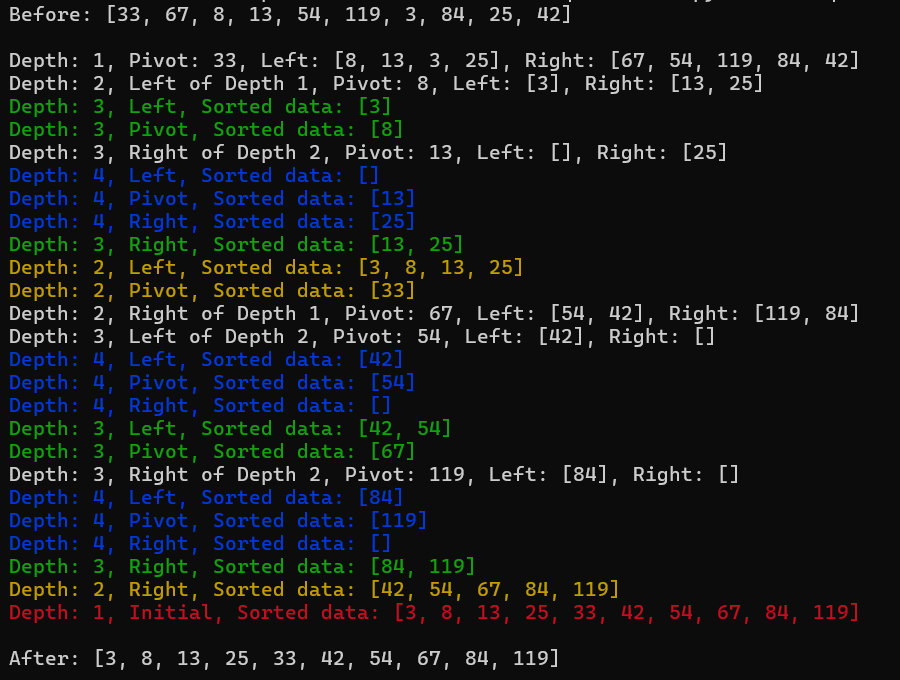 Before: [33, 67, 8, 13, 54, 119, 3, 84, 25, 42]
Depth: 1, Pivot: 33, Left: [8, 13, 3, 25], Right: [67, 54, 119, 84, 42]
Depth: 2, Left of Depth 1, Pivot: 8, Left: [3], Right: [13, 25]
Depth: 3, Left, Sorted data: [3]
Depth: 3, Pivot, Sorted data: [8]
Depth: 3, Right of Depth 2, Pivot: 13, Left: [], Right: [25]
Depth: 4, Left, Sorted data: []
Depth: 4, Pivot, Sorted data: [13]
Depth: 4, Right, Sorted data: [25]
Depth: 3, Right, Sorted data: [13, 25]
Depth: 2, Left, Sorted data: [3, 8, 13, 25]
Depth: 2, Pivot, Sorted data: [33]
Depth: 2, Right of Depth 1, Pivot: 67, Left: [54, 42], Right: [119, 84]
Depth: 3, Left of Depth 2, Pivot: 54, Left: [42], Right: []
Depth: 4, Left, Sorted data: [42]
Depth: 4, Pivot, Sorted data: [54]
Depth: 4, Right, Sorted data: []
Depth: 3, Left, Sorted data: [42, 54]
Depth: 3, Pivot, Sorted data: [67]
Depth: 3, Right of Depth 2, Pivot: 119, Left: [84], Right: []
Depth: 4, Left, Sorted data: [84]
Depth: 4, Pivot, Sorted data: [119]
Depth: 4, Right, Sorted data: []
Depth: 3, Right, Sorted data: [84, 119]
Depth: 2, Right, Sorted data: [42, 54, 67, 84, 119]
Depth: 1, Initial, Sorted data: [3, 8, 13, 25, 33, 42, 54, 67, 84, 119]
After: [3, 8, 13, 25, 33, 42, 54, 67, 84, 119]